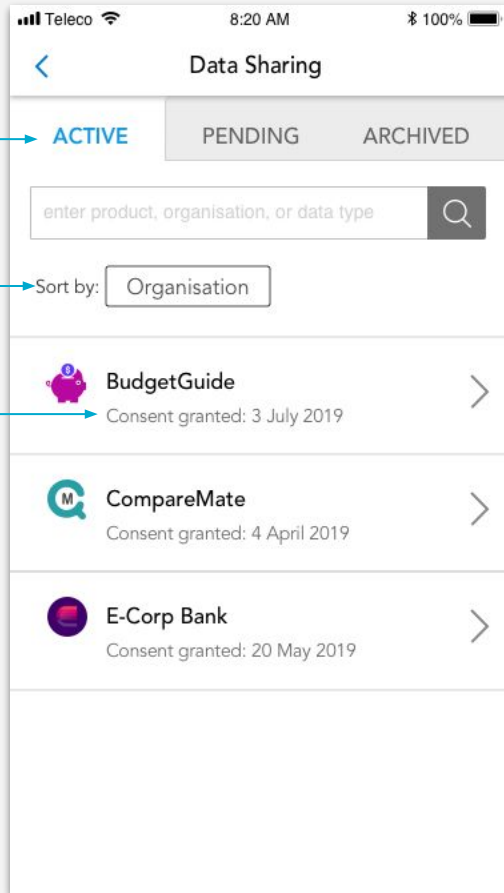 Teleco 8:20 AM 100%
Data Sharing
ACTIVE PENDING ARCHIVED
enter product, organisation, or data type
Sort by: Organisation
$
BudgetGuide
Consent granted: 3 July 2019
M
CompareMate
Consent granted: 4 April 2019
E-Corp Bank
Consent granted: 20 May 2019